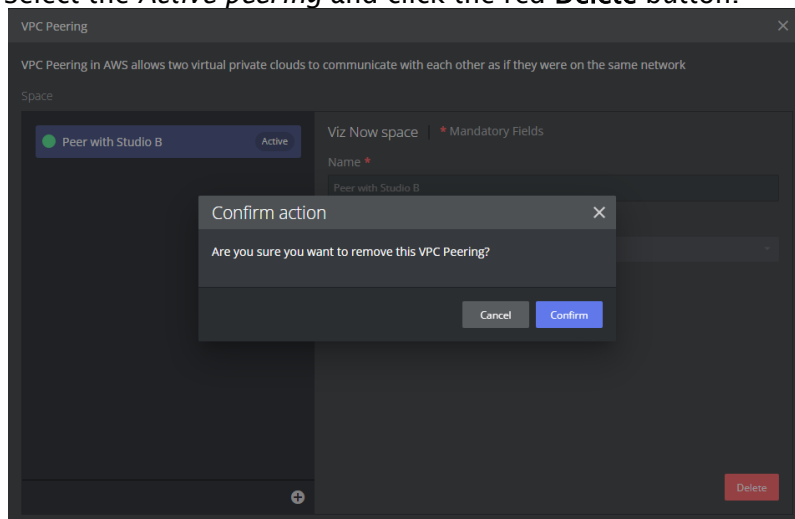 Select the Active peering and click the red Delete button.
VPC Peering
VPC Peering in AWS allows two virtual private clouds to communicate with each other as if they were on the same network
Space
Peer with Studio B Active
Viz Now space * Mandatory Fields
Name *
Peer with Studio B
Confirm action
Are you sure you want to remove this VPC Peering?
Cancel Confirm
Delete